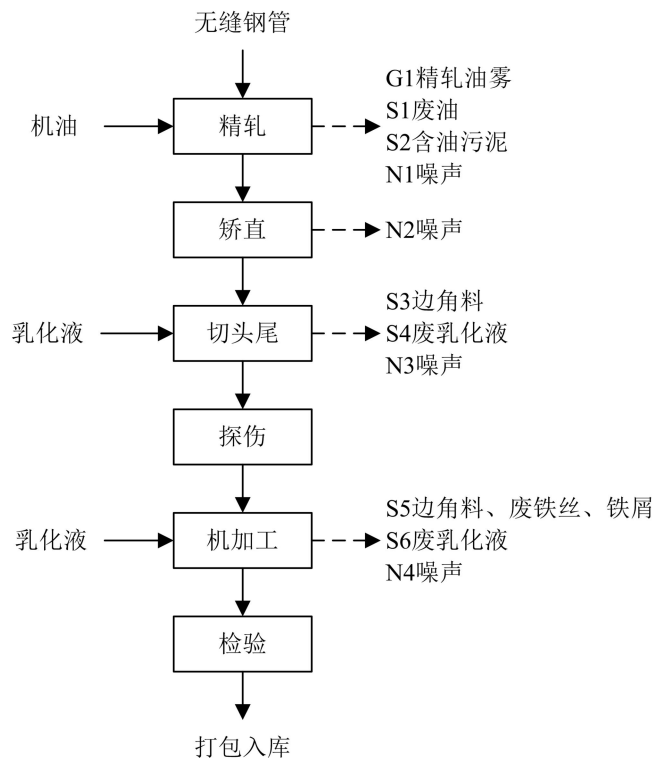 无缝钢管
机油
精轧
G1精轧油雾
S1废油
S2含油污泥
N1噪声
矫直
N2噪声
乳化液
切头尾
S3边角料
S4废乳化液
N3噪声
探伤
乳化液
机加工
S5边角料、废铁丝、铁屑
S6废乳化液
N4噪声
检验
打包入库